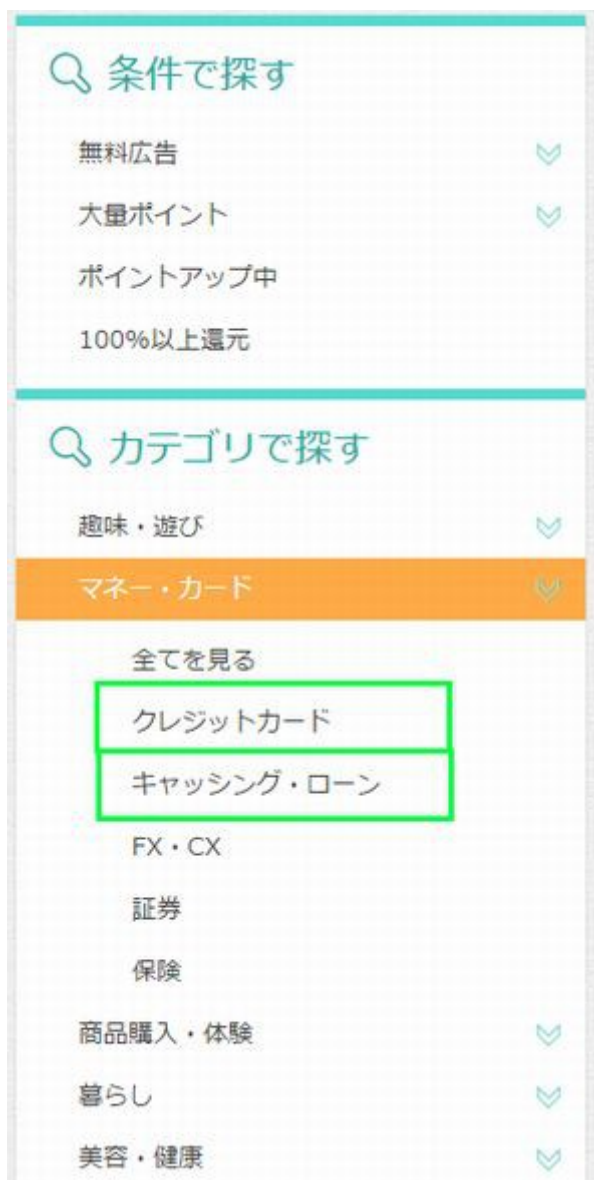 条件で探す
無料広告
大量ポイント
ポイントアップ中
100%以上還元
カテゴリで探す
趣味・遊び
マネー・カード
全てを見る
クレジットカード
キャッシング・ローン
FX・CX
証券
保険
商品購入・体験
暮らし
美容・健康